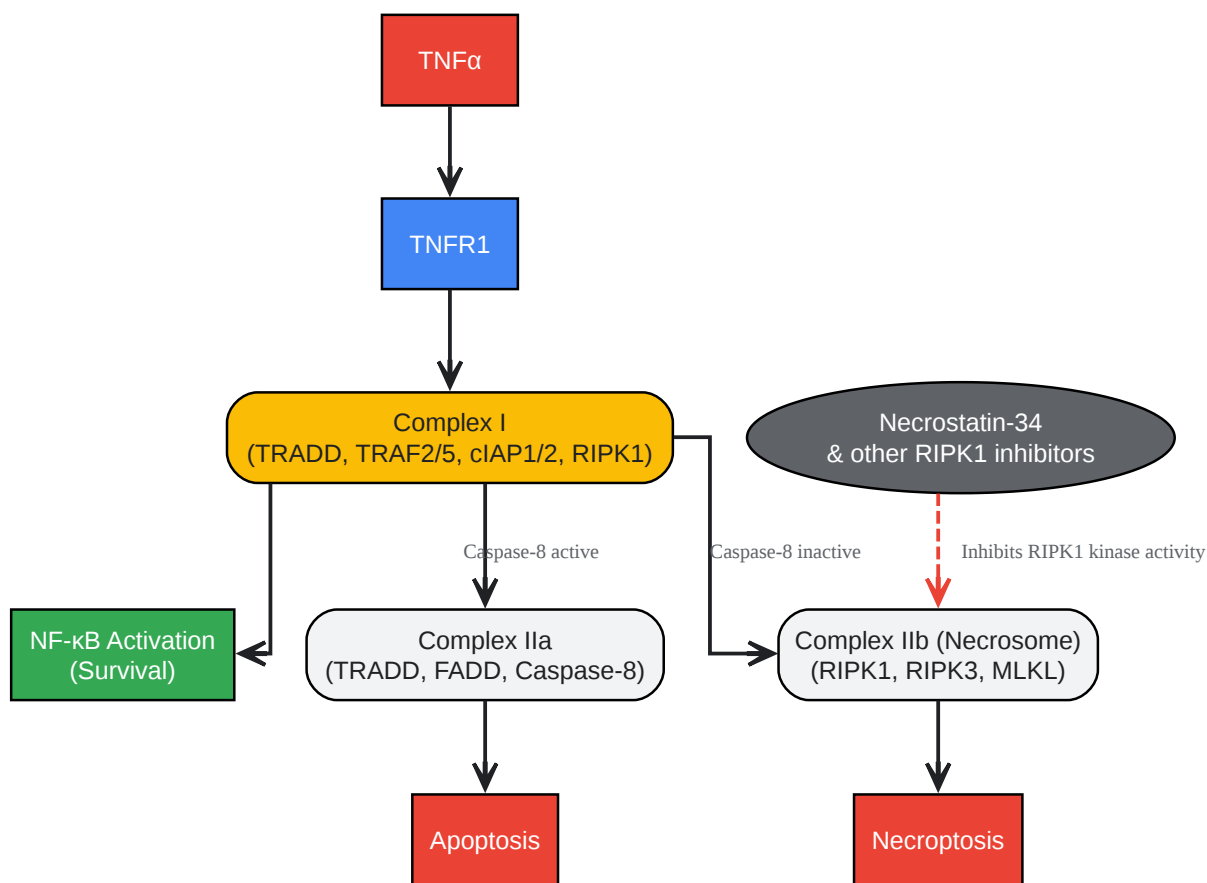 TNFα
TNFR1
Complex I
(TRADD, TRAF2/5, cIAP1/2, RIPK1)
Necrostatin-34
& other RIPK1 inhibitors
Caspase-8 active
Caspase-8 inactive
Inhibits RIPK1 kinase activity
NF-κB Activation
(Survival)
Complex IIa
(TRADD, FADD, Caspase-8)
Complex IIb (Necrosome)
(RIPK1, RIPK3, MLKL)
Apoptosis
Necroptosis